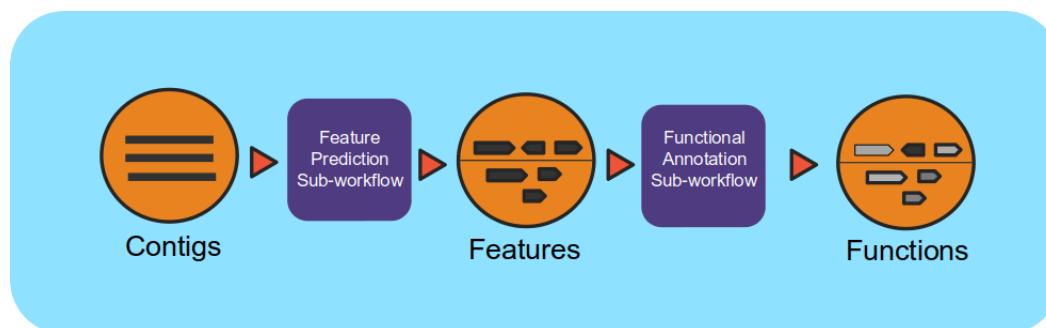 Feature
Prediction
Sub-workflow
Functional
Annotation
Sub-workflow
Contigs
Features
Functions